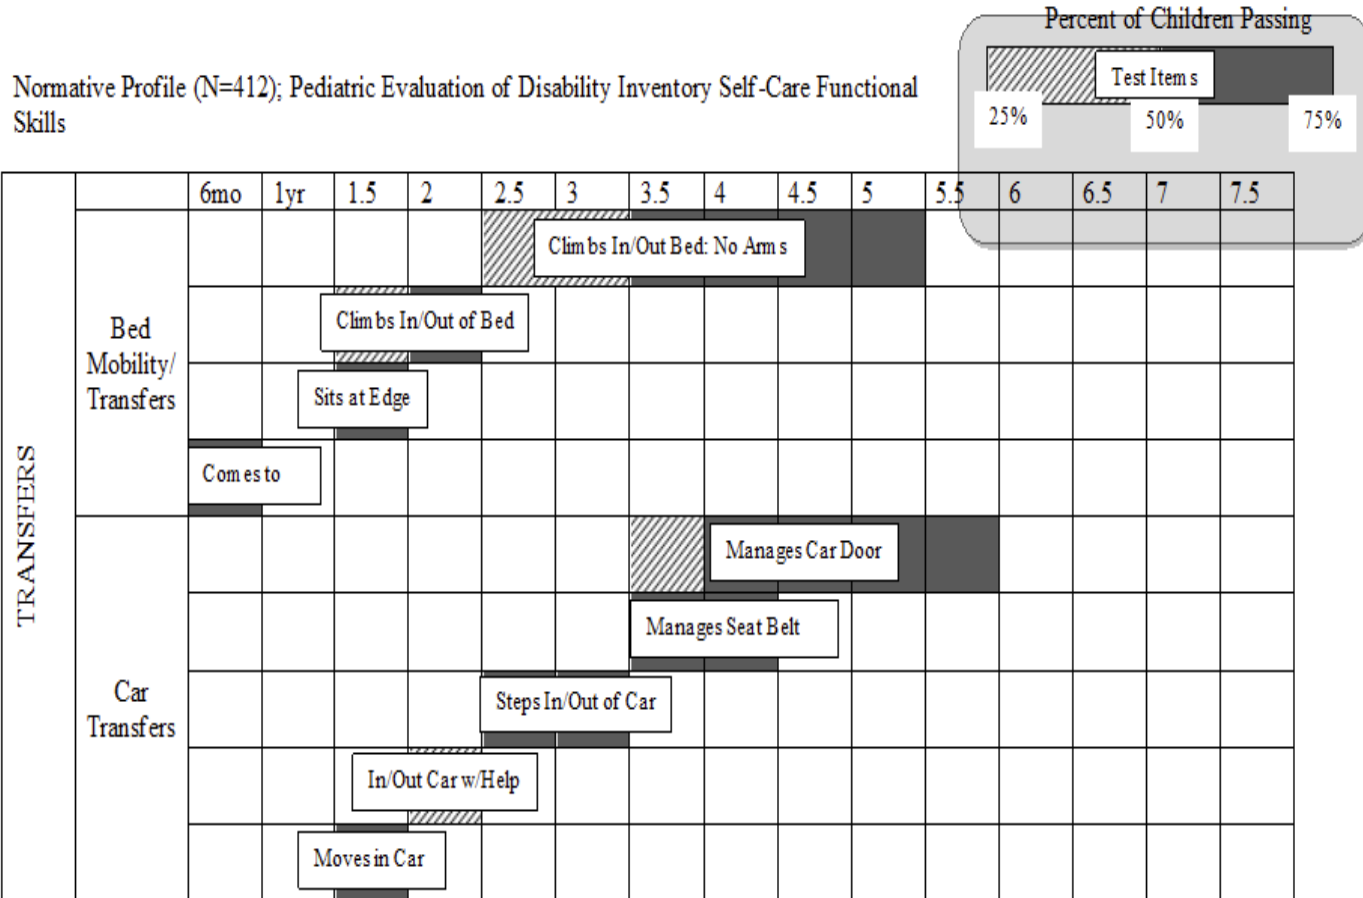 Percent of Children Passing
Test Items
25% 50% 75%
Normative Profile (N=412); Pediatric Evaluation of Disability Inventory Self-Care Functional
Skills
6mo 1yr 1.5 2 2.5 3 3.5 4 4.5 5 5.5 6 6.5 7 7.5
TRANSFERS
Bed
Mobility/
Transfers
Climbs In/Out Bed: No Arms
Climbs In/Out of Bed
Sits at Edge
Comes to
Car
Transfers
Manages Car Door
Manages Seat Belt
Steps In/Out of Car
In/Out Car w/Help
Moves in Car